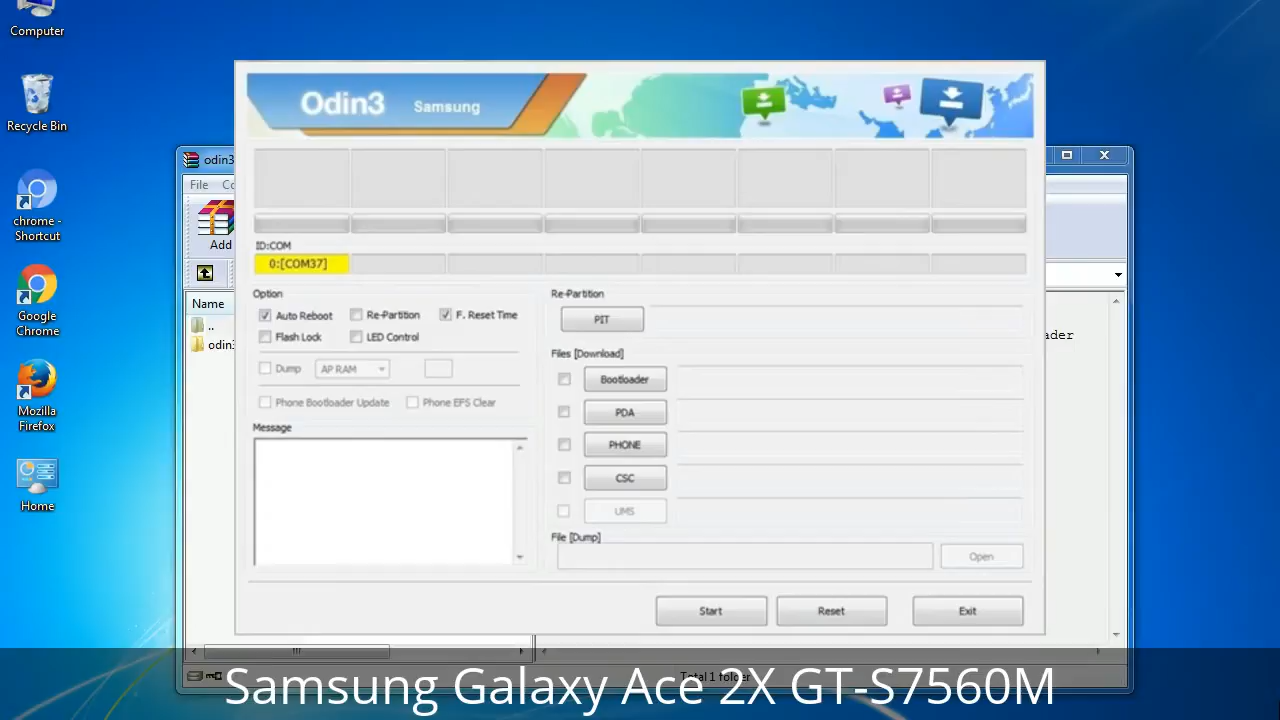 Computer
Recycle Bin
chrome -
Shortcut
Google
Chrome
Mozilla
Firefox
Home
odin3
File
Add
Name
..
odin3
Odin3 Samsung
ID:COM
0:[COM37]
Option
Auto Reboot Re-Partition F. Reset Time
Flash Lock LED Control
Dump AP RAM
Phone Bootloader Update Phone EFS Clear
Message
Re-Partition
PIT
Files [Download]
Bootloader
PDA
PHONE
CSC
UMS
File [Dump]
Open
Start Reset Exit
Total 1 folder
Samsung Galaxy Ace 2X GT-S7560M